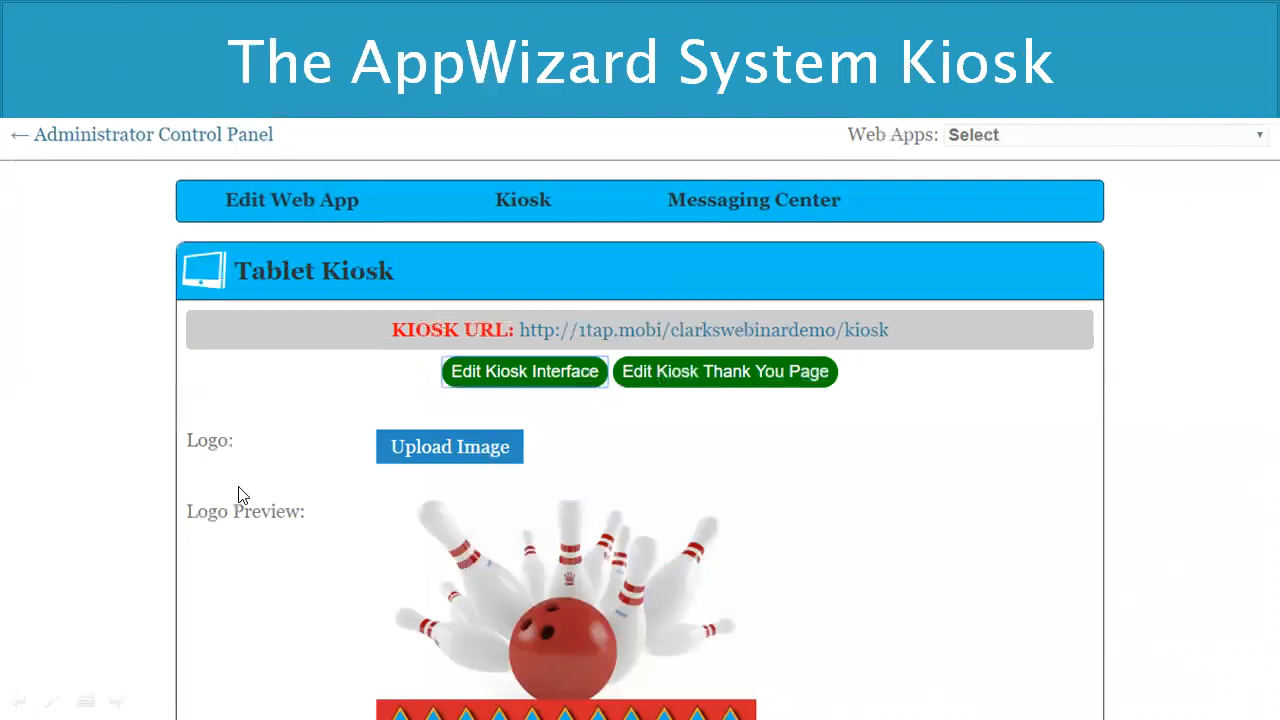 The AppWizard System Kiosk
← Administrator Control Panel
Web Apps: Select
Edit Web App Kiosk Messaging Center
Tablet Kiosk
KIOSK URL: http://1tap.mobi/clarkswebinardemo/kiosk
Edit Kiosk Interface Edit Kiosk Thank You Page
Logo: Upload Image
Logo Preview: